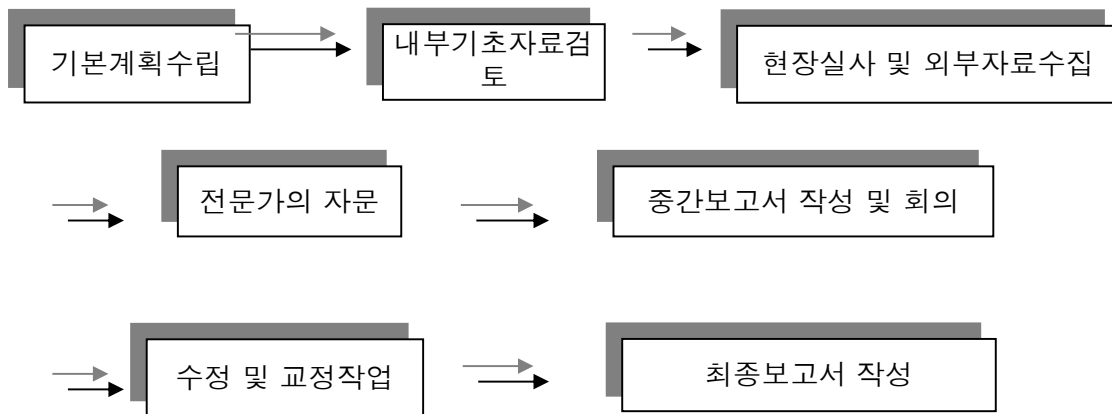 기본계획수립
내부기초자료검
토
현장실사 및 외부자료수집
전문가의 자문
중간보고서 작성 및 회의
수정 및 교정작업
최종보고서 작성